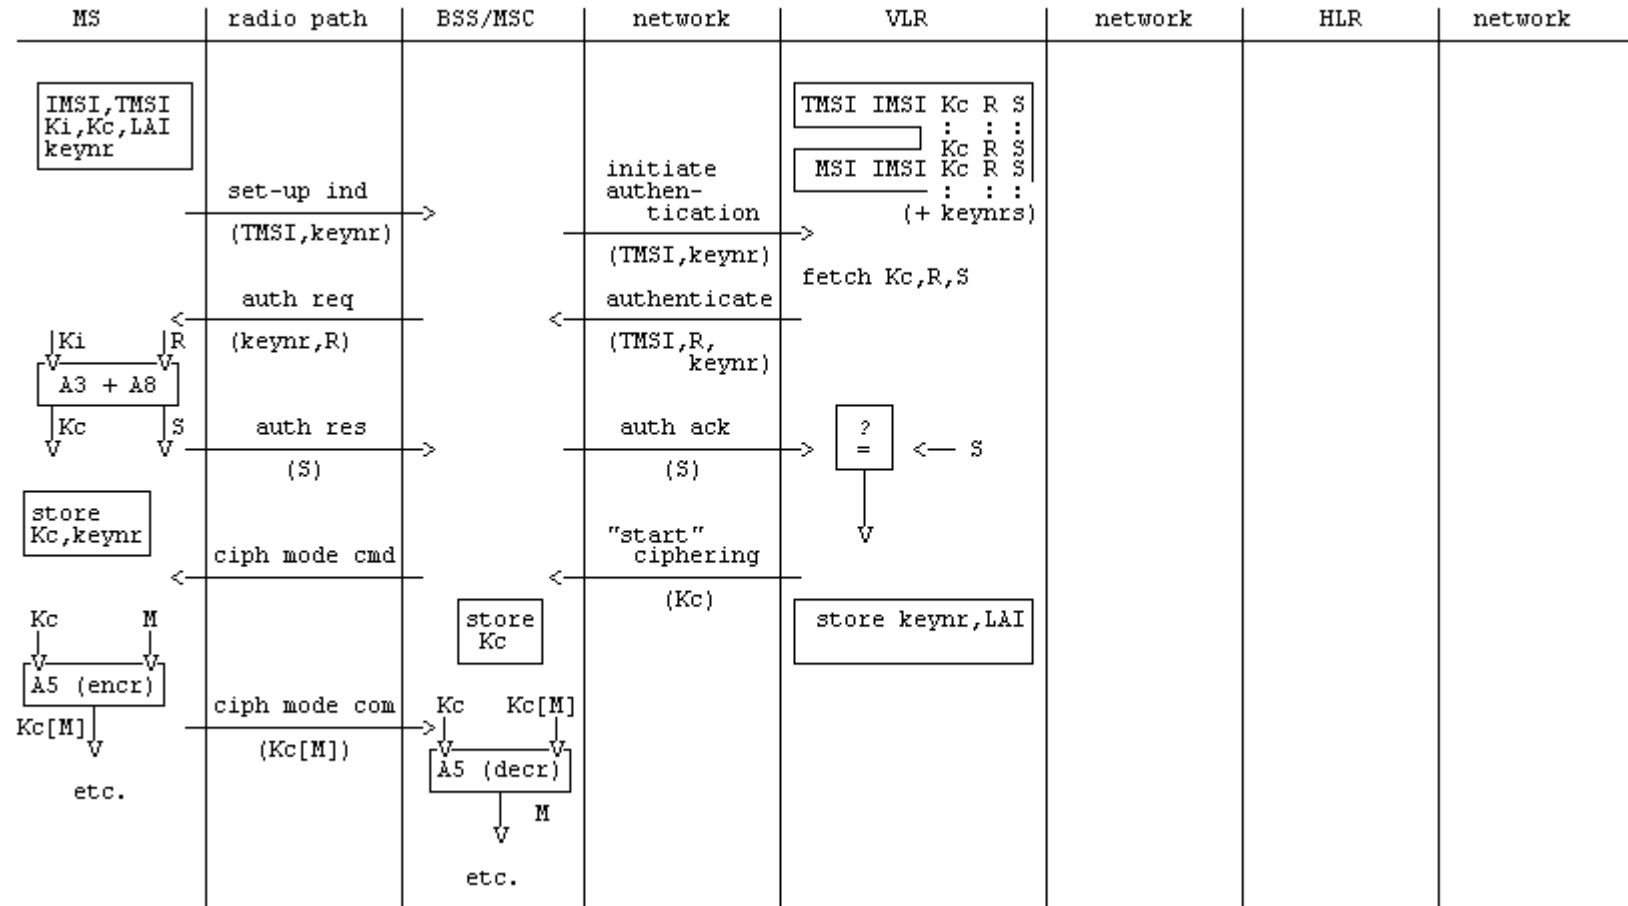 MS radio path BSS/MSC network VLR network HLR network
IMSI,TMSI
Ki,Kc,LAI
keynr
TMSI IMSI Kc R S
: : :
Kc R S
MSI IMSI Kc R S
: : :
(+ keynrs)
set-up ind
(TMSI,keynr)
initiate
authen-
tication
(TMSI,keynr)
fetch Kc,R,S
auth req
(keynr,R)
authenticate
(TMSI,R,
keynr)
Ki R
A3 + A8
Kc S
auth res
(S)
auth ack
(S)
?
=
S
store
Kc,keynr
ciph mode cmd
"start"
ciphering
(Kc)
store
Kc
store keynr,LAI
Kc M
A5 (encr)
Kc[M]
etc.
ciph mode com
(Kc[M])
Kc Kc[M]
A5 (decr)
M
etc.